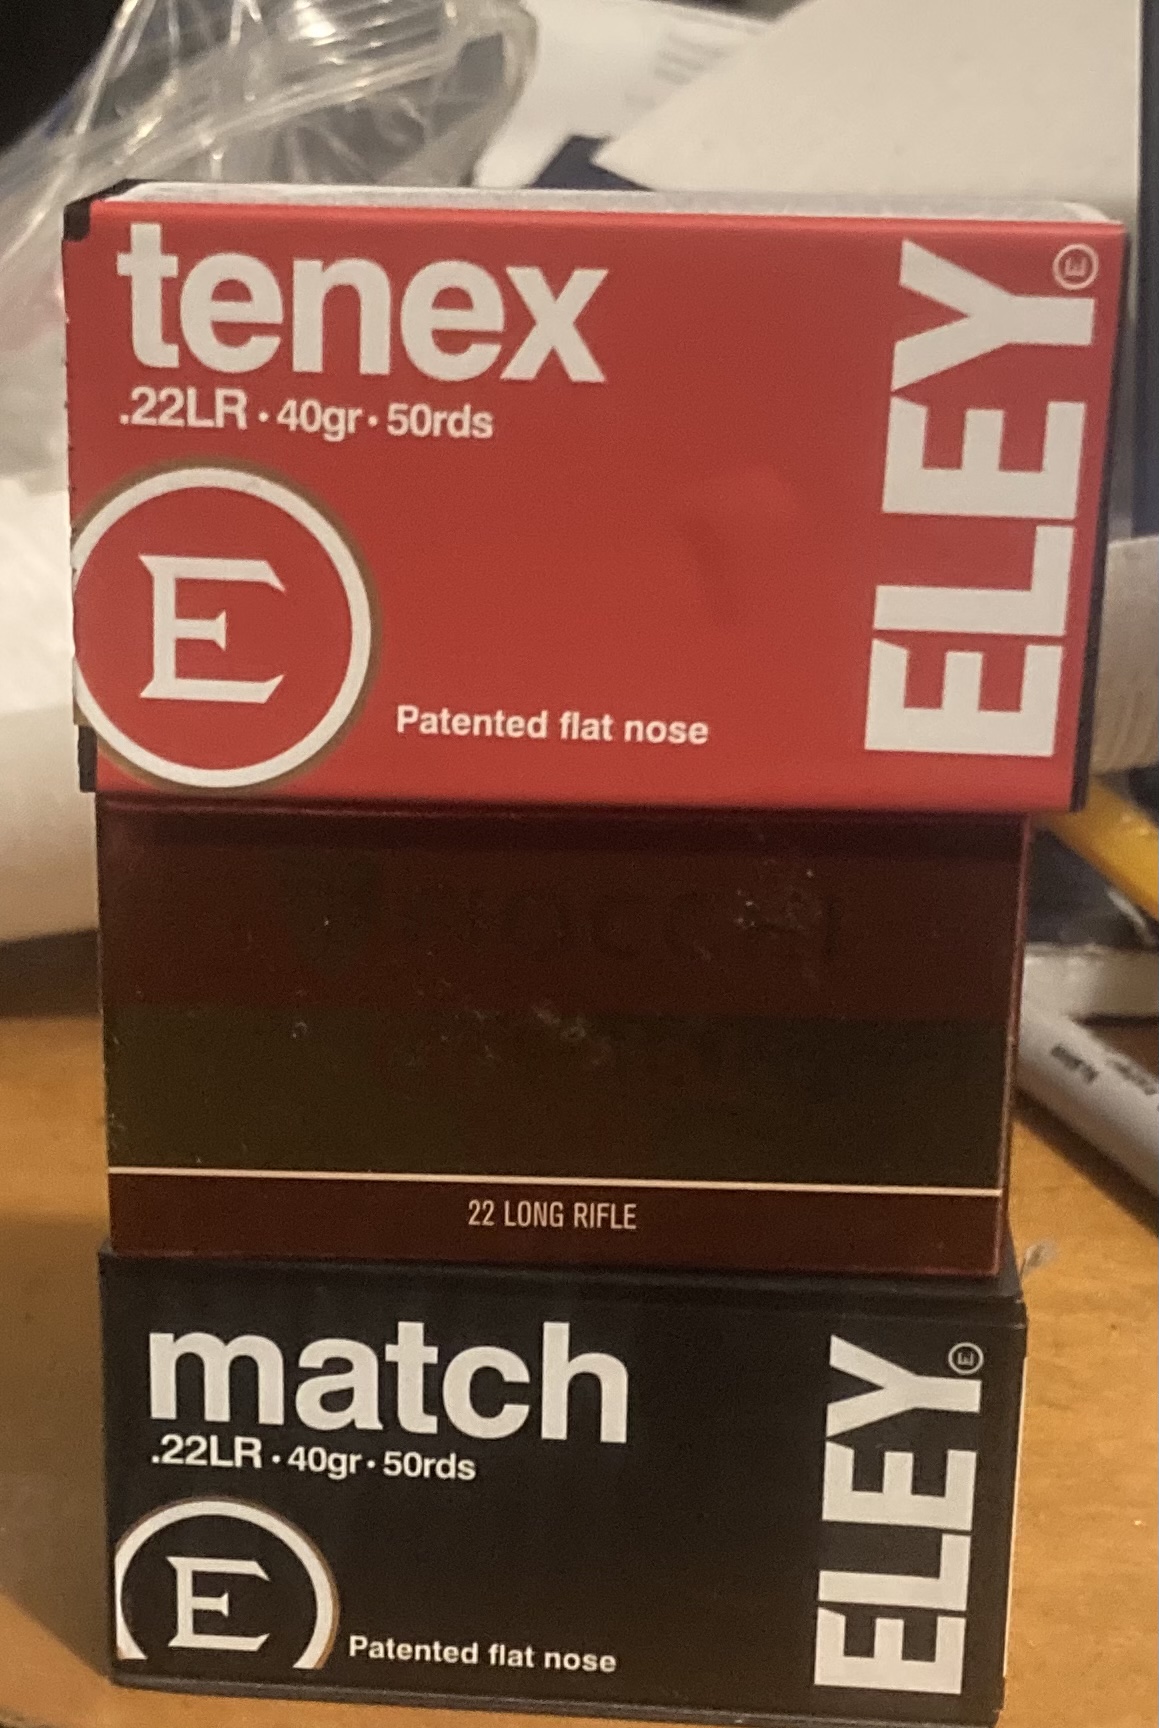 tenex
.22LR • 40gr • 50rds
E
Patented flat nose
ELEY
E
22 LONG RIFLE
match
.22LR • 40gr • 50rds
E
Patented flat nose
ELEY
E